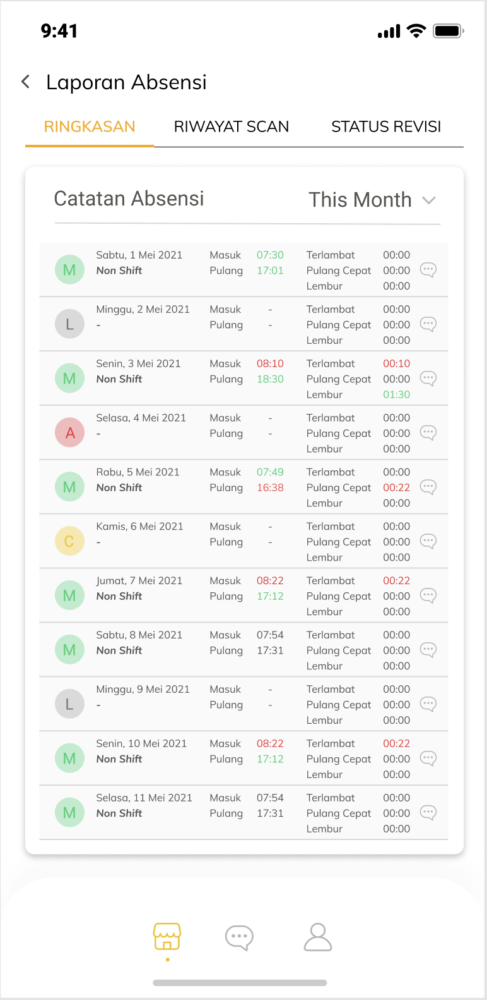 9:41
Laporan Absensi
RINGKASAN RIWAYAT SCAN STATUS REVISI
Catatan Absensi This Month
Sabtu, 1 Mei 2021 Masuk 07:30 Terlambat 00:00
M Non Shift Pulang 17:01 Pulang Cepat 00:00
Lembur 00:00
Minggu, 2 Mei 2021 Masuk - Terlambat 00:00
L - Pulang - Pulang Cepat 00:00
Lembur 00:00
Senin, 3 Mei 2021 Masuk 08:10 Terlambat 00:10
M Non Shift Pulang 18:30 Pulang Cepat 00:00
Lembur 01:30
Selasa, 4 Mei 2021 Masuk - Terlambat 00:00
A - Pulang - Pulang Cepat 00:00
Lembur 00:00
Rabu, 5 Mei 2021 Masuk 07:49 Terlambat 00:00
M Non Shift Pulang 16:38 Pulang Cepat 00:22
Lembur 00:00
Kamis, 6 Mei 2021 Masuk - Terlambat 00:00
C - Pulang - Pulang Cepat 00:00
Lembur 00:00
Jumat, 7 Mei 2021 Masuk 08:22 Terlambat 00:22
M Non Shift Pulang 17:12 Pulang Cepat 00:00
Lembur 00:00
Sabtu, 8 Mei 2021 Masuk 07:54 Terlambat 00:00
M Non Shift Pulang 17:31 Pulang Cepat 00:00
Lembur 00:00
Minggu, 9 Mei 2021 Masuk - Terlambat 00:00
L - Pulang - Pulang Cepat 00:00
Lembur 00:00
Senin, 10 Mei 2021 Masuk 08:22 Terlambat 00:22
M Non Shift Pulang 17:12 Pulang Cepat 00:00
Lembur 00:00
Selasa, 11 Mei 2021 Masuk 07:54 Terlambat 00:00
M Non Shift Pulang 17:31 Pulang Cepat 00:00
Lembur 00:00